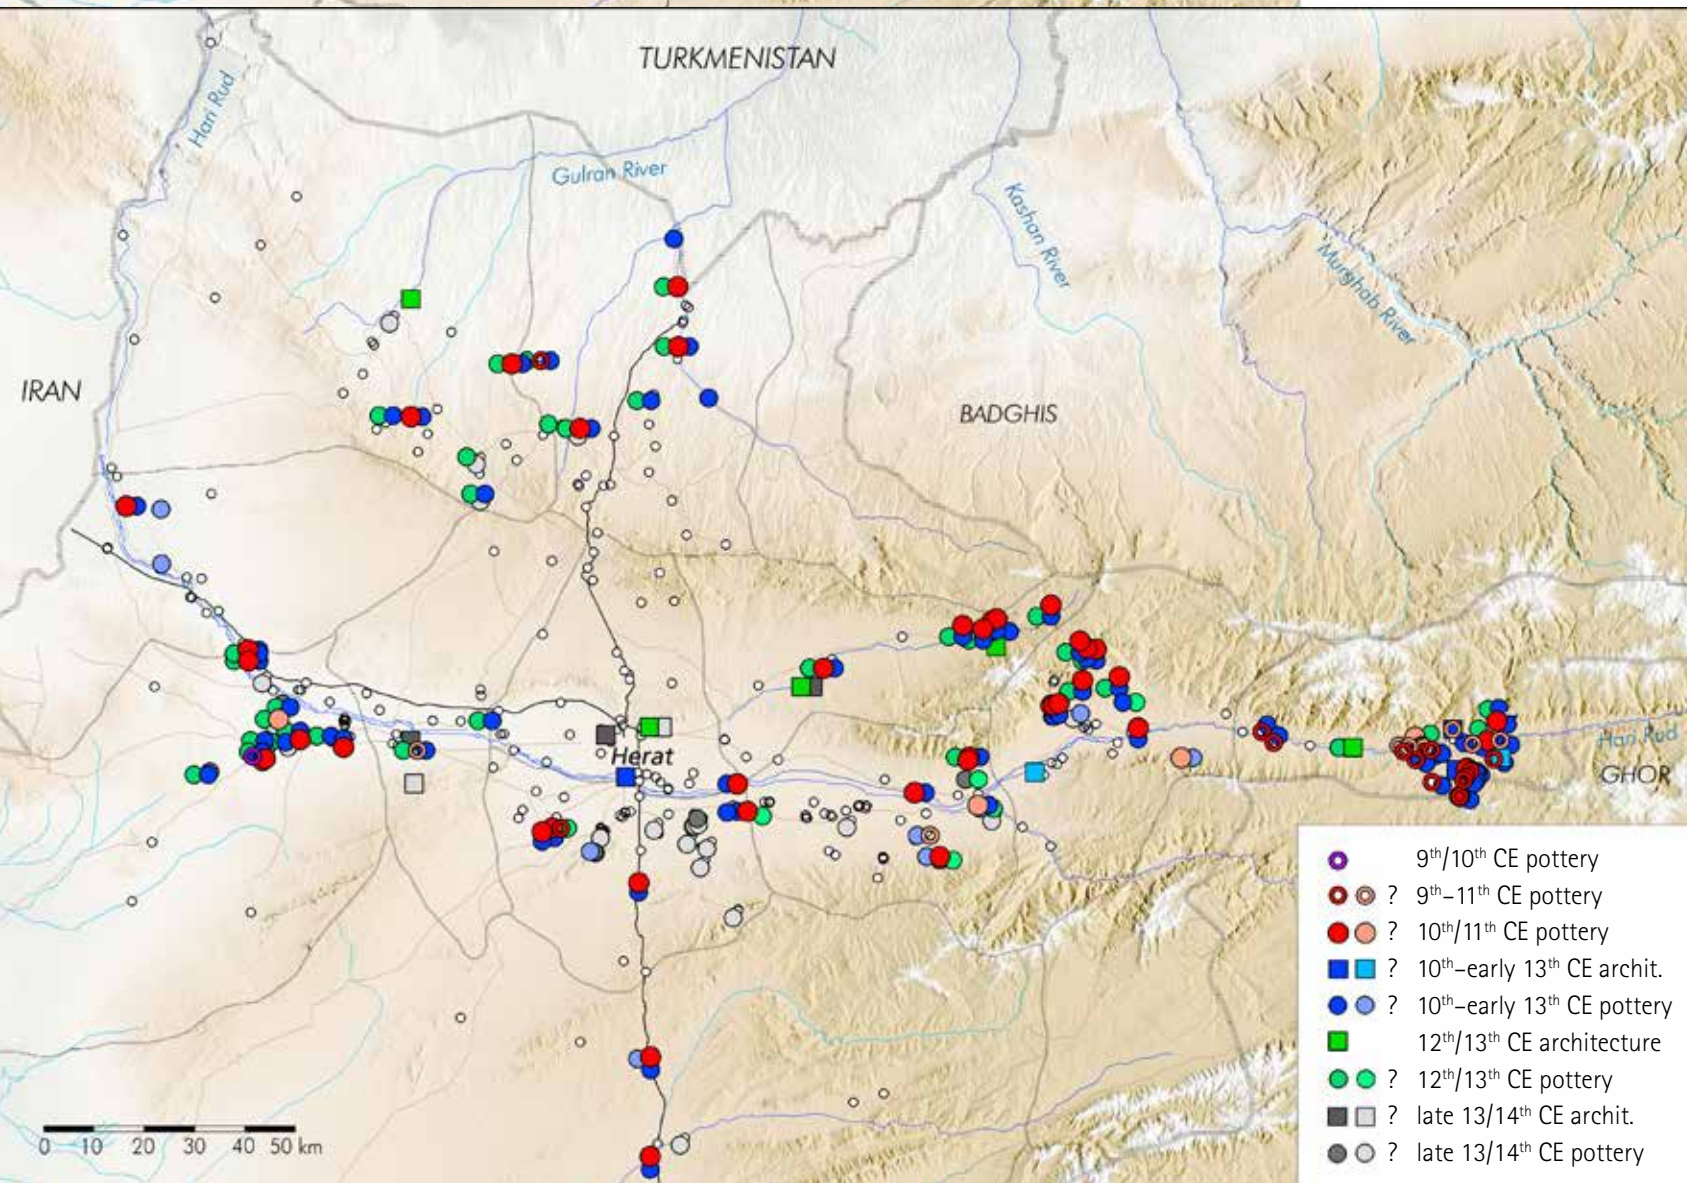 TURKMENISTAN
Hari Rud
Gulran River
Kashan River
Murghab River
IRAN
BADGHIS
Herat
Hari Rud
GHOR
9th/10th CE pottery
? 9th–11th CE pottery
? 10th/11th CE pottery
? 10th–early 13th CE archit.
? 10th–early 13th CE pottery
12th/13th CE architecture
? 12th/13th CE pottery
? late 13/14th CE archit.
? late 13/14th CE pottery
0 10 20 30 40 50 km